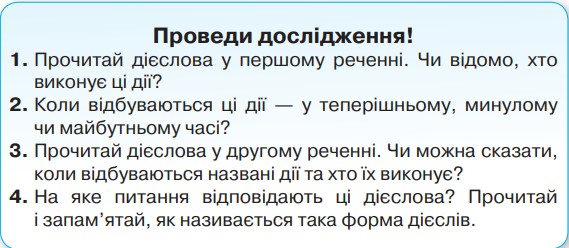 Проведи дослідження!
1. Прочитай дієслова у першому реченні. Чи відомо, хто
виконує ці дії?
2. Коли відбуваються ці дії — у теперішньому, минулому
чи майбутньому часі?
3. Прочитай дієслова у другому реченні. Чи можна сказати,
коли відбуваються названі дії та хто їх виконує?
4. На яке питання відповідають ці дієслова? Прочитай
і запам’ятай, як називається така форма дієслів.